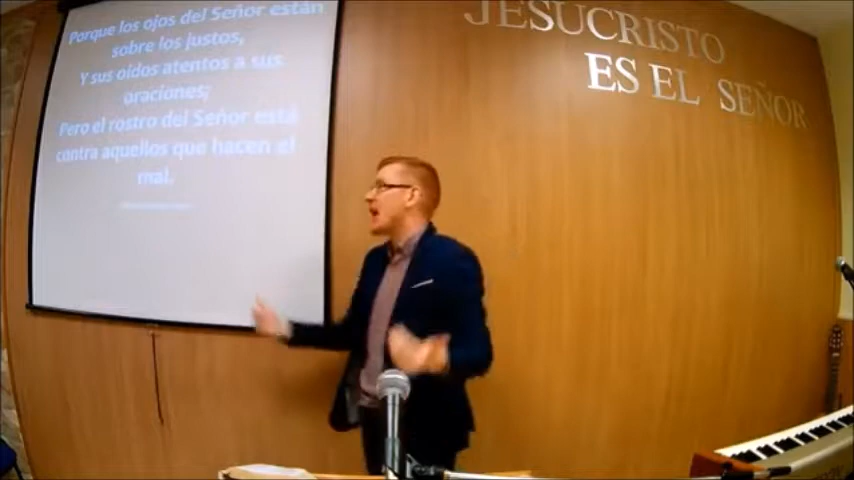 Porque los ojos del Señor están
sobre los justos,
Y sus oídos atentos a sus
oraciones;
Pero el rostro del Señor está
contra aquellos que hacen el
mal.
JESUCRISTO
ES EL SEÑOR